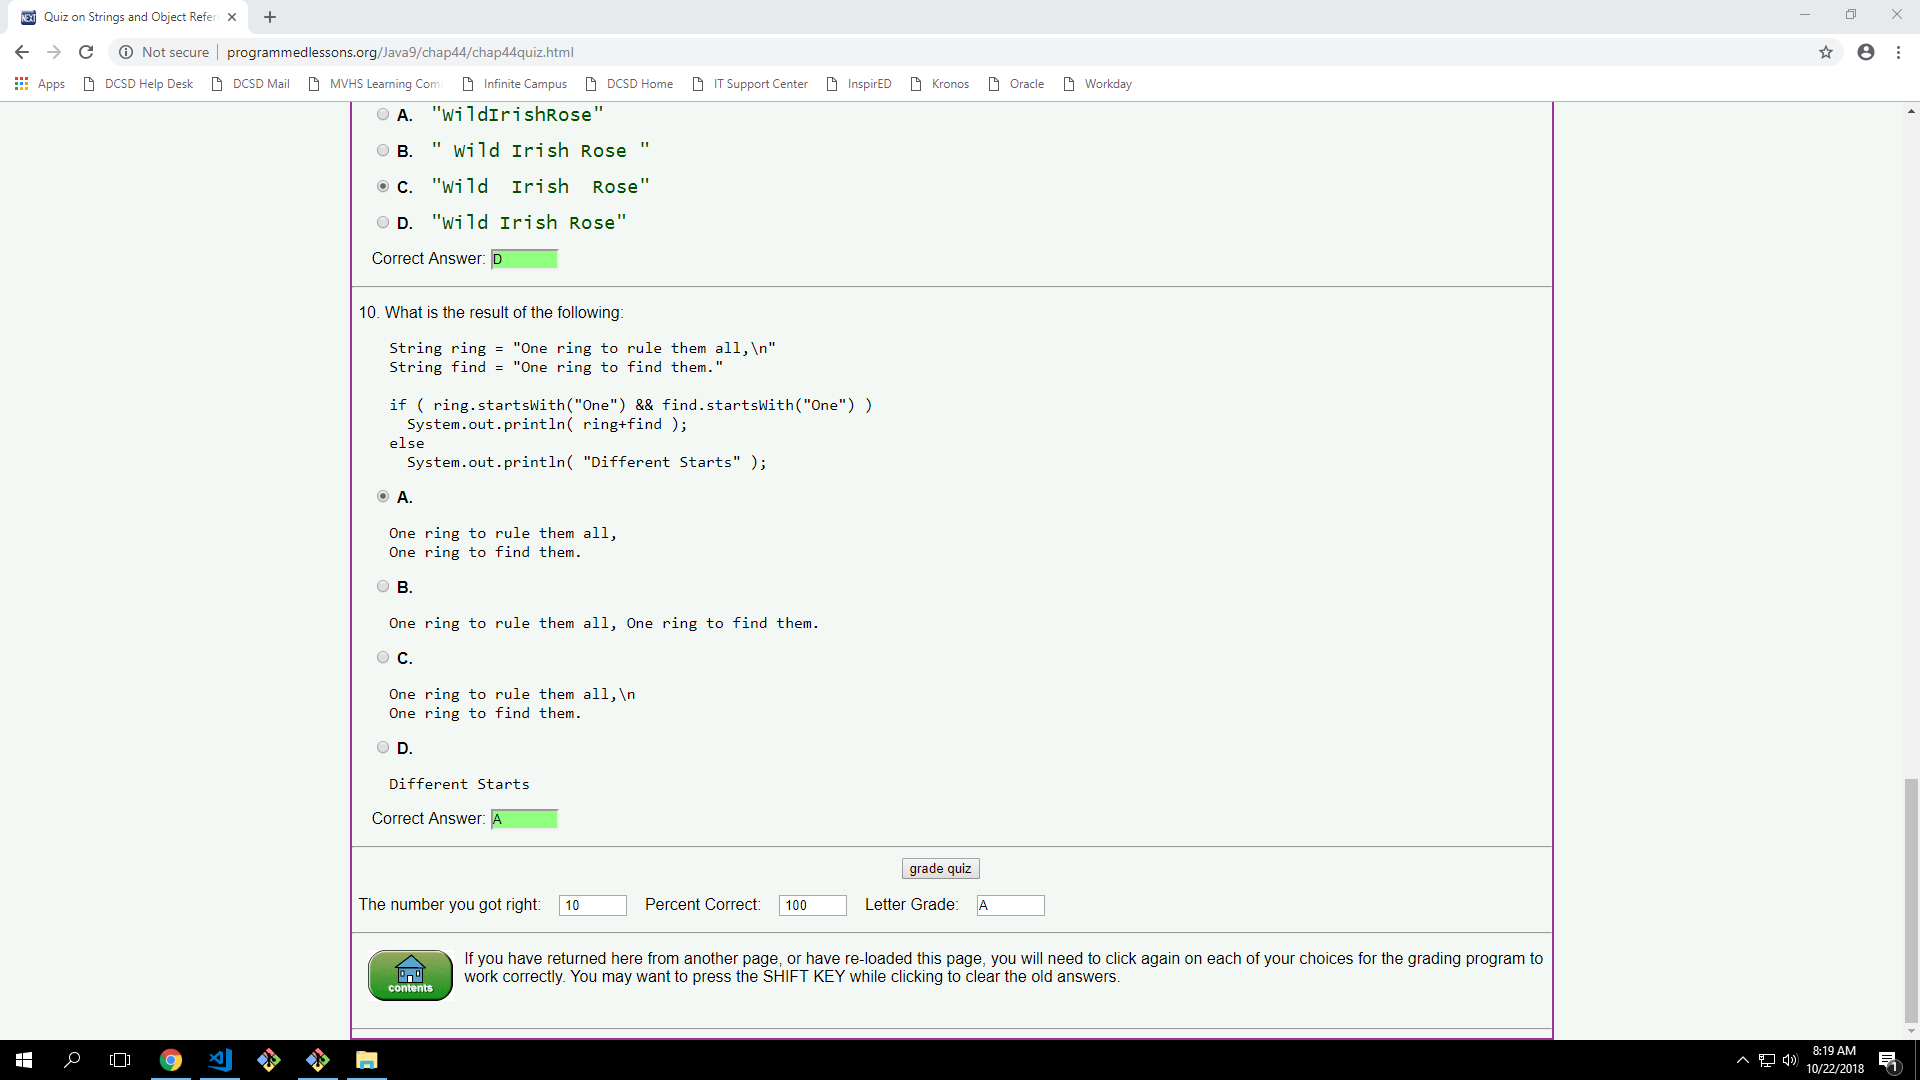 Quiz on Strings and Object Refer
Not secure programmedlessons.org/Java9/chap44/chap44quiz.html
Apps DCSD Help Desk DCSD Mail MVHS Learning Com Infinite Campus DCSD Home IT Support Center InspirED Kronos Oracle Workday
A. "WildIrishRose"
B. " Wild Irish Rose "
C. "Wild  Irish  Rose"
D. "Wild Irish Rose"
Correct Answer: D
10. What is the result of the following:
String ring = "One ring to rule them all,\n"
String find = "One ring to find them."
if ( ring.startsWith("One") && find.startsWith("One") )
System.out.println( ring+find );
else
System.out.println( "Different Starts" );
A.
One ring to rule them all,
One ring to find them.
B.
One ring to rule them all, One ring to find them.
C.
One ring to rule them all,\n
One ring to find them.
D.
Different Starts
Correct Answer: A
grade quiz
The number you got right: 10 Percent Correct: 100 Letter Grade: A
If you have returned here from another page, or have re-loaded this page, you will need to click again on each of your choices for the grading program to
work correctly. You may want to press the SHIFT KEY while clicking to clear the old answers.
contents
8:19 AM
10/22/2018
1